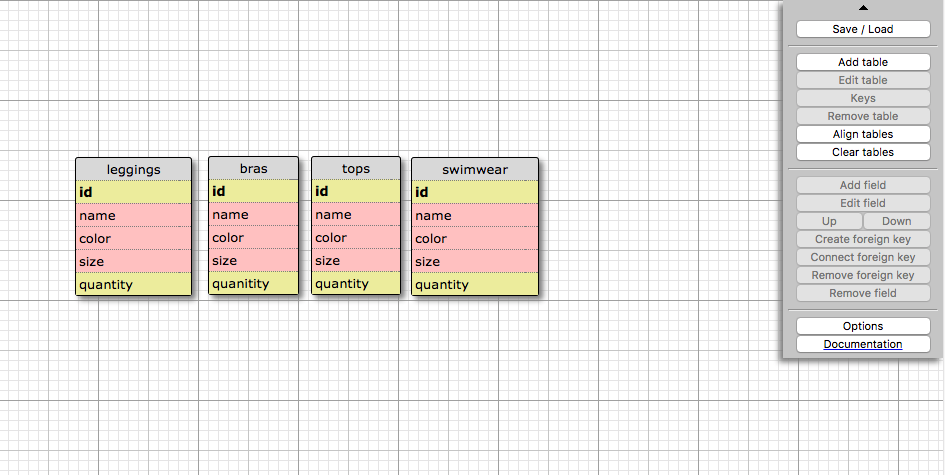 leggings
id
name
color
size
quantity
bras
id
name
color
size
quanitity
tops
id
name
color
size
quantity
swimwear
id
name
color
size
quantity
Save / Load
Add table
Edit table
Keys
Remove table
Align tables
Clear tables
Add field
Edit field
Up Down
Create foreign key
Connect foreign key
Remove foreign key
Remove field
Options
Documentation